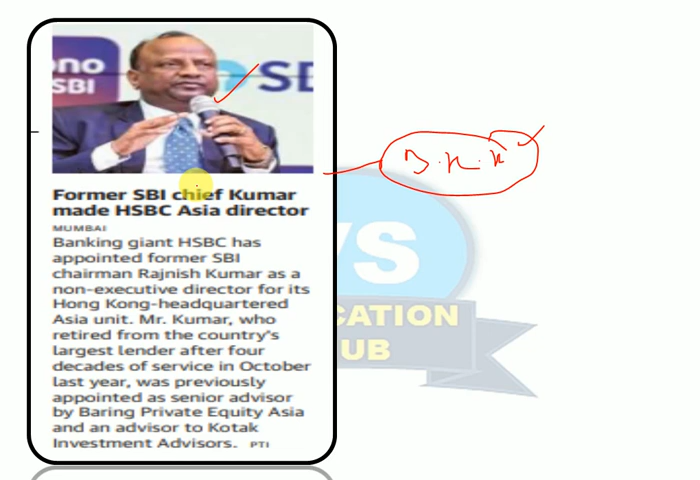 ono
SBI
SB
Former SBI chief Kumar
made HSBC Asia director
MUMBAI
Banking giant HSBC has
appointed former SBI
chairman Rajnish Kumar as a
non-executive director for its
Hong Kong-headquartered
Asia unit. Mr. Kumar, who
retired from the country's
largest lender after four
decades of service in October
last year, was previously
appointed as senior advisor
by Baring Private Equity Asia
and an advisor to Kotak
Investment Advisors. PTI
YS
CATION
UB